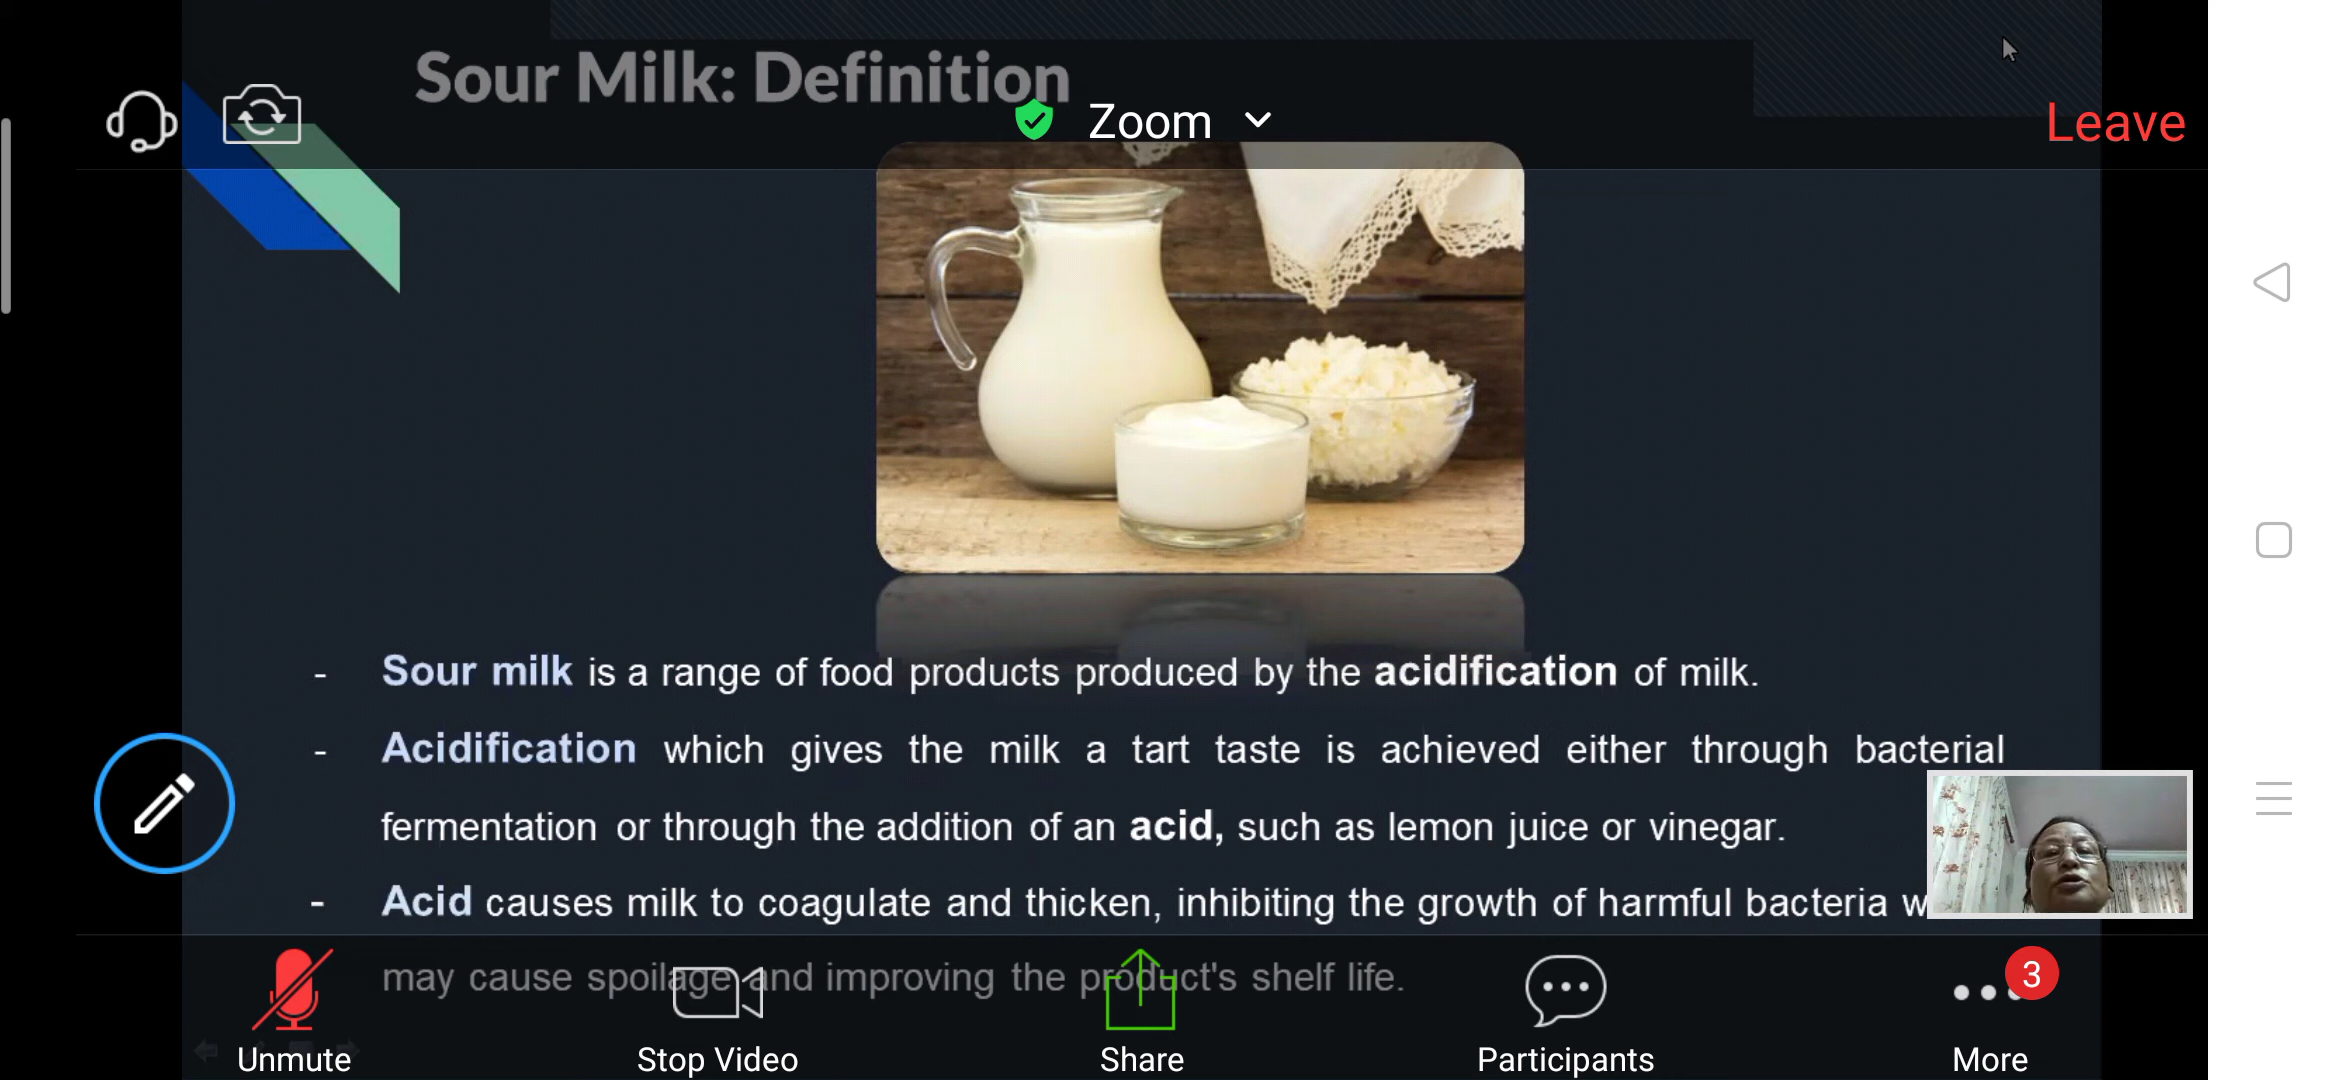 Sour Milk: Definition
Zoom
Leave
- Sour milk is a range of food products produced by the acidification of milk.
- Acidification which gives the milk a tart taste is achieved either through bacterial
fermentation or through the addition of an acid, such as lemon juice or vinegar.
- Acid causes milk to coagulate and thicken, inhibiting the growth of harmful bacteria
may cause spoilage and improving the product's shelf life.
3
Unmute
Stop Video
Share
Participants
More